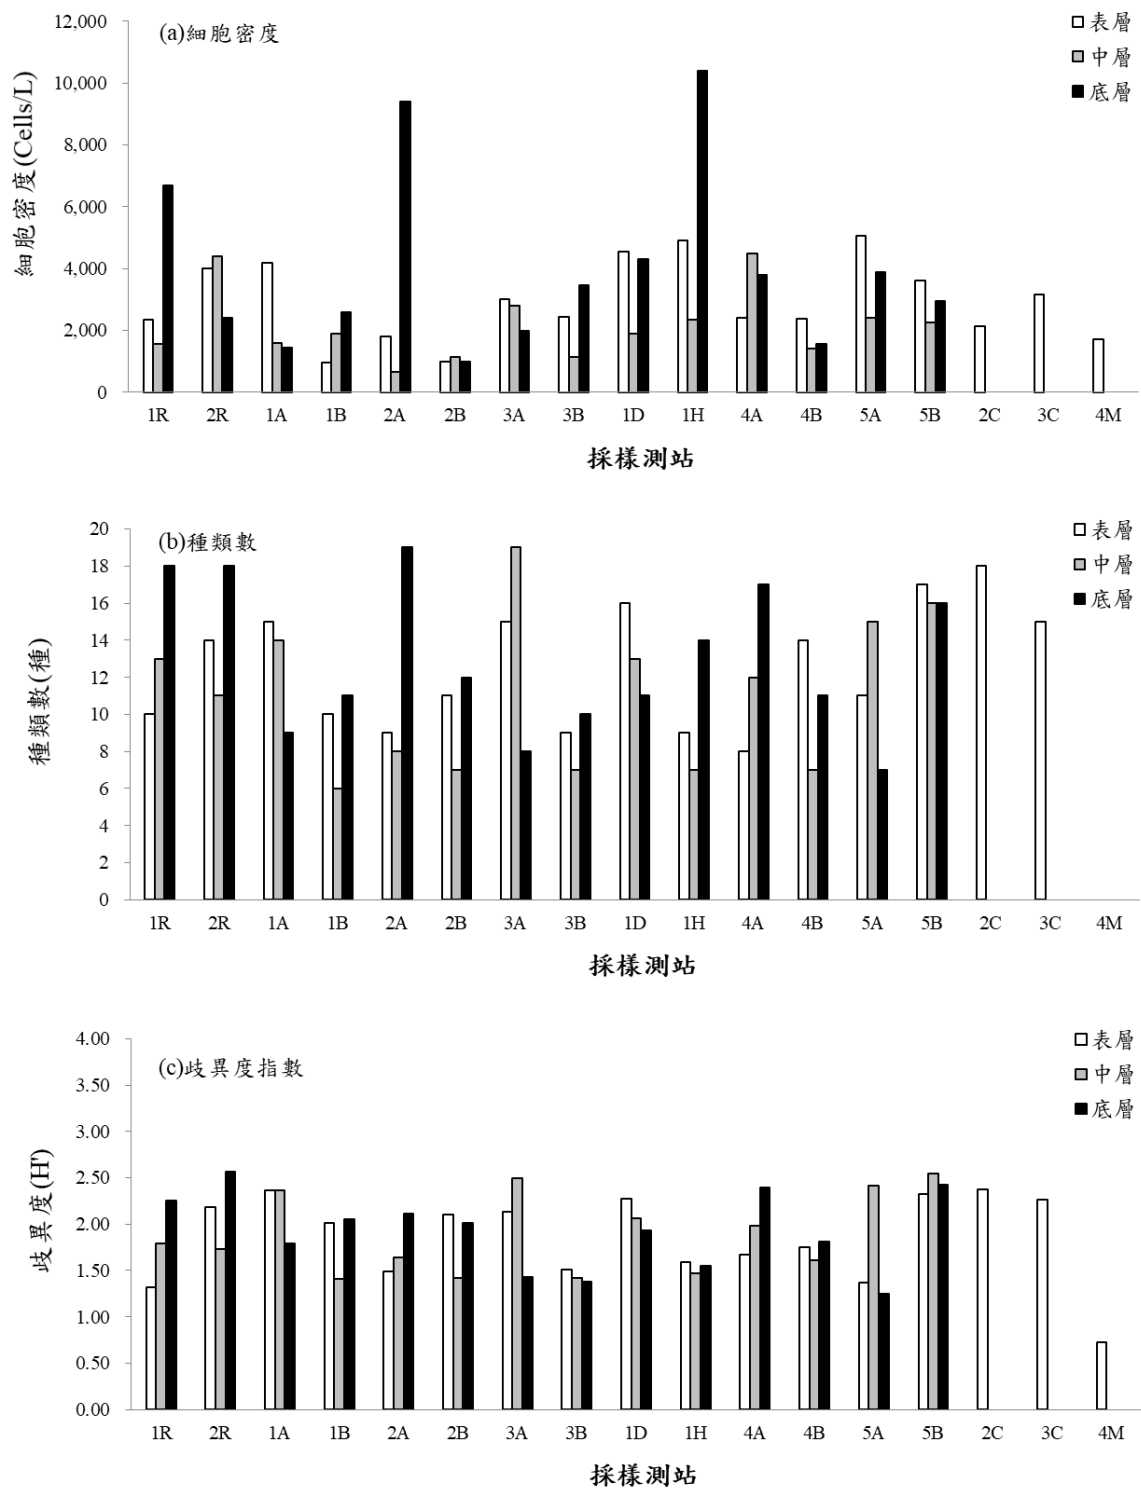 (a)細胞密度
表層
中層
底層
細胞密度(Cells/L)
12,000
10,000
8,000
6,000
4,000
2,000
0
1R 2R 1A 1B 2A 2B 3A 3B 1D 1H 4A 4B 5A 5B 2C 3C 4M
採樣測站
(b)種類數
表層
中層
底層
種類數(種)
20
18
16
14
12
10
8
6
4
2
0
1R 2R 1A 1B 2A 2B 3A 3B 1D 1H 4A 4B 5A 5B 2C 3C 4M
採樣測站
(c)歧異度指數
表層
中層
底層
歧異度(H')
4.00
3.50
3.00
2.50
2.00
1.50
1.00
0.50
0.00
1R 2R 1A 1B 2A 2B 3A 3B 1D 1H 4A 4B 5A 5B 2C 3C 4M
採樣測站